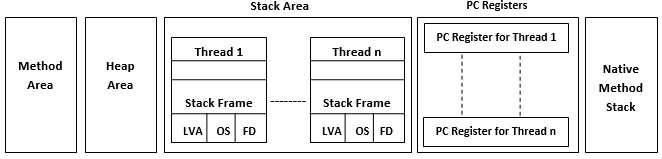 Stack Area
PC Registers
Method
Area
Heap
Area
Thread 1
Stack Frame
LVA OS FD
Thread n
Stack Frame
LVA OS FD
PC Register for Thread 1
PC Register for Thread n
Native
Method
Stack